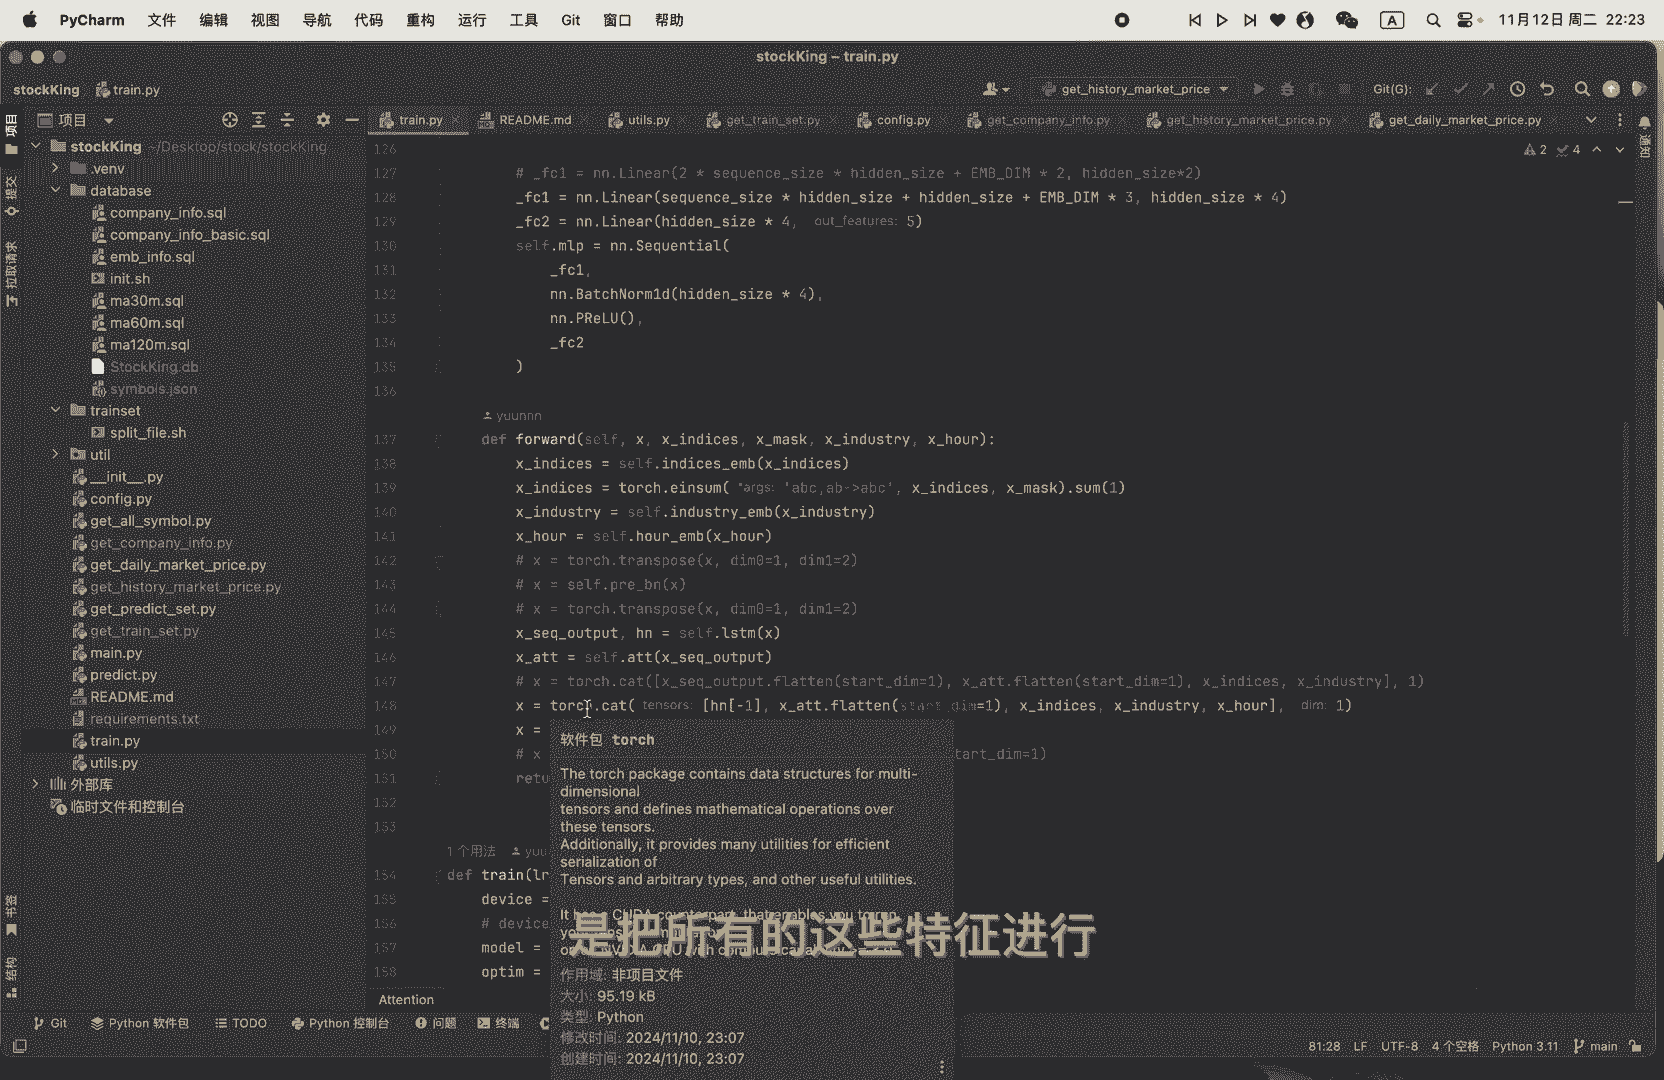 PyCharm 文件 编辑 视图 导航 代码 重构 运行 工具 Git 窗口 帮助 A 11月12日 周二 22:23
stockKing – train.py
stockKing train.py get_history_market_price Git(G):
项目 train.py README.md utils.py get_train_set.py config.py get_company_info.py get_history_market_price.py get_daily_market_price.py
项目
提交
拉取请求
书签
结构
通知
stockKing ~/Desktop/stock/stockKing
.venv
database
company_info.sql
company_info_basic.sql
emb_info.sql
init.sh
ma30m.sql
ma60m.sql
ma120m.sql
StockKing.db
symbols.json
trainset
split_file.sh
util
__init__.py
config.py
get_all_symbol.py
get_company_info.py
get_daily_market_price.py
get_history_market_price.py
get_predict_set.py
get_train_set.py
main.py
predict.py
README.md
requirements.txt
train.py
utils.py
外部库
临时文件和控制台
2 4
126
127 # _fc1 = nn.Linear(2 * sequence_size * hidden_size + EMB_DIM * 2, hidden_size*2)
128 _fc1 = nn.Linear(sequence_size * hidden_size + hidden_size + EMB_DIM * 3, hidden_size * 4)
129 _fc2 = nn.Linear(hidden_size * 4, out_features: 5)
130 self.mlp = nn.Sequential(
131 _fc1,
132 nn.BatchNorm1d(hidden_size * 4),
133 nn.PReLU(),
134 _fc2
135 )
136
yuunnn
137 def forward(self, x, x_indices, x_mask, x_industry, x_hour):
138 x_indices = self.indices_emb(x_indices)
139 x_indices = torch.einsum( *args: 'abc,ab->abc', x_indices, x_mask).sum(1)
140 x_industry = self.industry_emb(x_industry)
141 x_hour = self.hour_emb(x_hour)
142 # x = torch.transpose(x, dim0=1, dim1=2)
143 # x = self.pre_bn(x)
144 # x = torch.transpose(x, dim0=1, dim1=2)
145 x_seq_output, hn = self.lstm(x)
146 x_att = self.att(x_seq_output)
147 # x = torch.cat([x_seq_output.flatten(start_dim=1), x_att.flatten(start_dim=1), x_indices, x_industry], 1)
148 x = torch.cat( tensors: [hn[-1], x_att.flatten(start_dim=1), x_indices, x_industry, x_hour], dim: 1)
149 x =
150 # x tart_dim=1)
151 retu
152
153
1 个用法 yuu
154 def train(lr
155 device =
156 # device
157 model =
158 optim =
软件包 torch
The torch package contains data structures for multi-
dimensional
tensors and defines mathematical operations over
these tensors.
Additionally, it provides many utilities for efficient
serialization of
Tensors and arbitrary types, and other useful utilities.
是把所有的这些特征进行
作用域: 非项目文件
大小: 95.19 kB
类型: Python
修改时间: 2024/11/10, 23:07
创建时间: 2024/11/10, 23:07
Attention
Git Python 软件包 TODO Python 控制台 问题 终端
81:28 LF UTF-8 4 个空格 Python 3.11 main